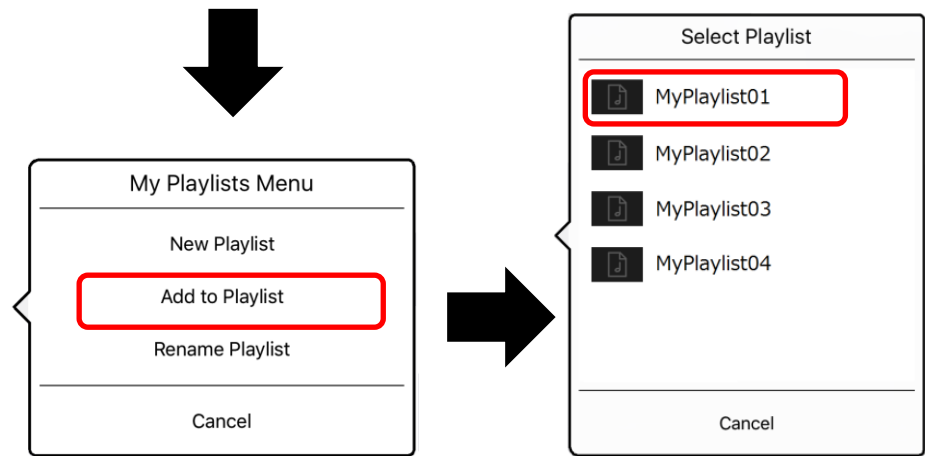 My Playlists Menu
New Playlist
Add to Playlist
Rename Playlist
Cancel
Select Playlist
MyPlaylist01
MyPlaylist02
MyPlaylist03
MyPlaylist04
Cancel